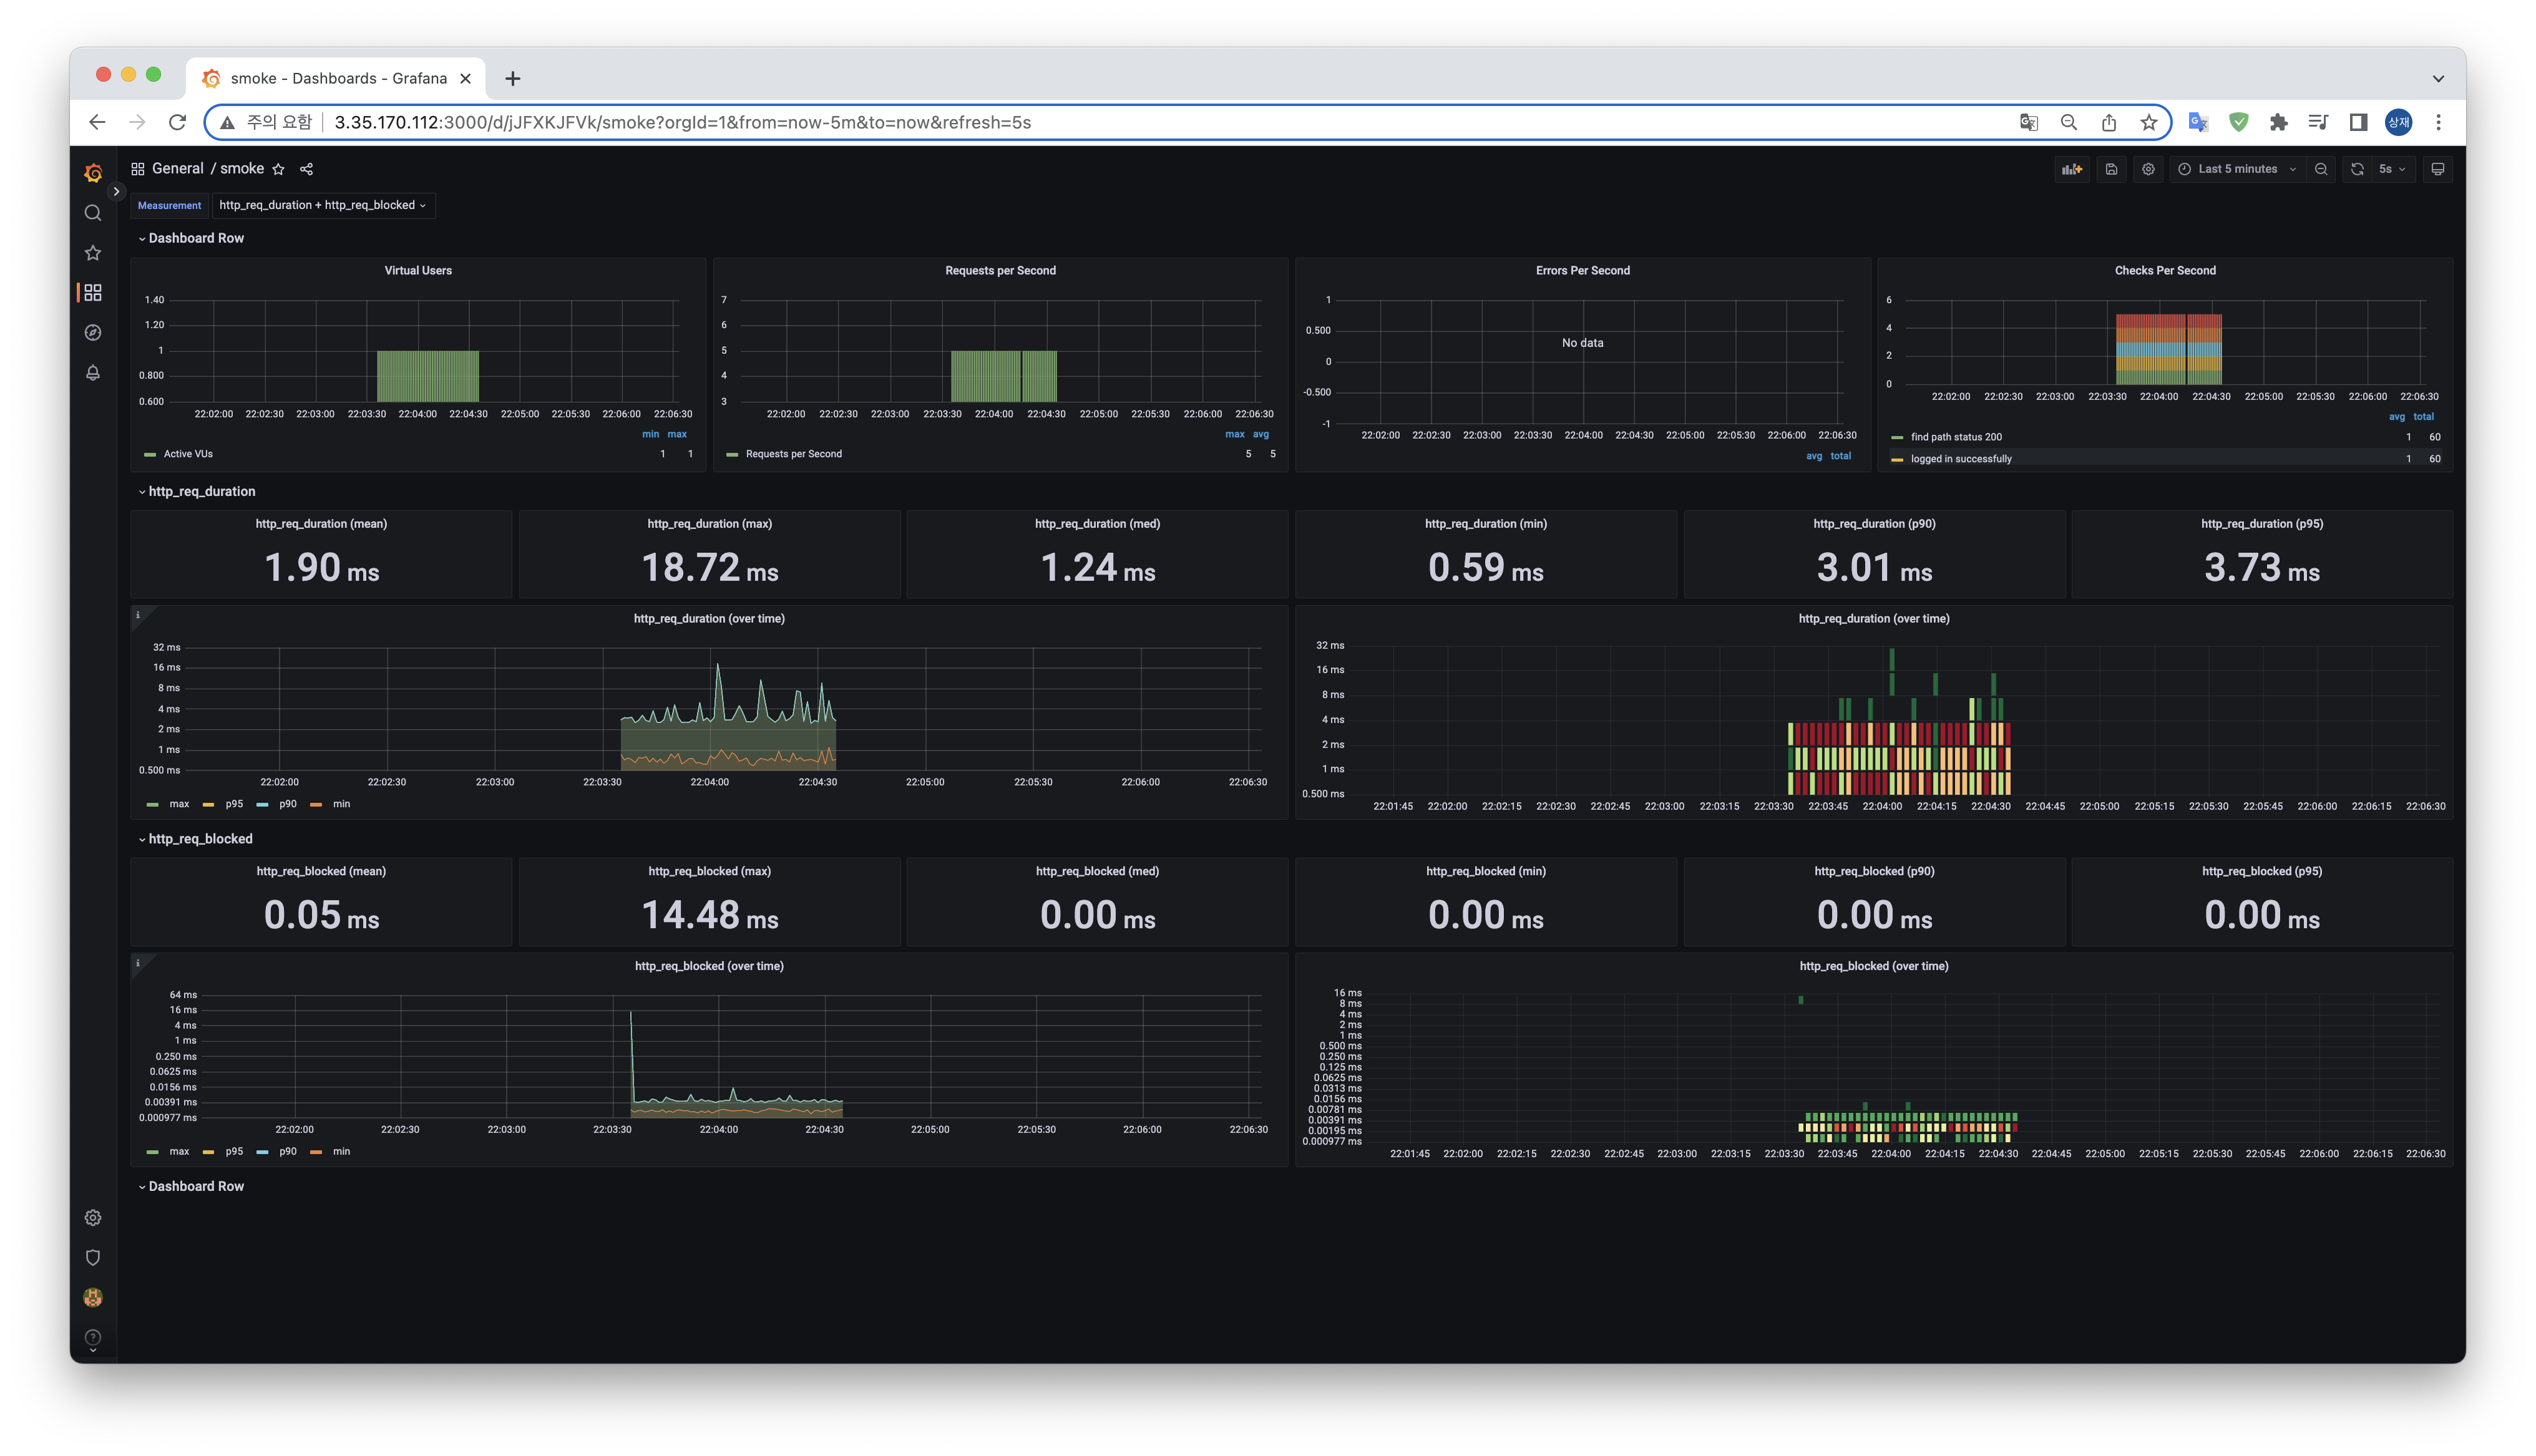 smoke - Dashboards - Grafana
주의 요함 3.35.170.112:3000/d/jJFXKJFVk/smoke?orgId=1&from=now-5m&to=now&refresh=5s
상재
General / smoke
Last 5 minutes
5s
Measurement http_req_duration + http_req_blocked
Dashboard Row
Virtual Users
1.40
1.20
1
0.800
0.600
22:02:00 22:02:30 22:03:00 22:03:30 22:04:00 22:04:30 22:05:00 22:05:30 22:06:00 22:06:30
min max
Active VUs 1 1
Requests per Second
7
6
5
4
3
22:02:00 22:02:30 22:03:00 22:03:30 22:04:00 22:04:30 22:05:00 22:05:30 22:06:00 22:06:30
max avg
Requests per Second 5 5
Errors Per Second
1
0.500
0
-0.500
-1
No data
22:02:00 22:02:30 22:03:00 22:03:30 22:04:00 22:04:30 22:05:00 22:05:30 22:06:00 22:06:30
avg total
Checks Per Second
6
4
2
0
22:02:00 22:02:30 22:03:00 22:03:30 22:04:00 22:04:30 22:05:00 22:05:30 22:06:00 22:06:30
avg total
find path status 200 1 60
logged in successfully 1 60
http_req_duration
http_req_duration (mean)
1.90 ms
http_req_duration (max)
18.72 ms
http_req_duration (med)
1.24 ms
http_req_duration (min)
0.59 ms
http_req_duration (p90)
3.01 ms
http_req_duration (p95)
3.73 ms
http_req_duration (over time)
32 ms
16 ms
8 ms
4 ms
2 ms
1 ms
0.500 ms
22:02:00 22:02:30 22:03:00 22:03:30 22:04:00 22:04:30 22:05:00 22:05:30 22:06:00 22:06:30
max p95 p90 min
http_req_duration (over time)
32 ms
16 ms
8 ms
4 ms
2 ms
1 ms
0.500 ms
22:01:45 22:02:00 22:02:15 22:02:30 22:02:45 22:03:00 22:03:15 22:03:30 22:03:45 22:04:00 22:04:15 22:04:30 22:04:45 22:05:00 22:05:15 22:05:30 22:05:45 22:06:00 22:06:15 22:06:30
http_req_blocked
http_req_blocked (mean)
0.05 ms
http_req_blocked (max)
14.48 ms
http_req_blocked (med)
0.00 ms
http_req_blocked (min)
0.00 ms
http_req_blocked (p90)
0.00 ms
http_req_blocked (p95)
0.00 ms
http_req_blocked (over time)
64 ms
16 ms
4 ms
1 ms
0.250 ms
0.0625 ms
0.0156 ms
0.00391 ms
0.000977 ms
22:02:00 22:02:30 22:03:00 22:03:30 22:04:00 22:04:30 22:05:00 22:05:30 22:06:00 22:06:30
max p95 p90 min
http_req_blocked (over time)
16 ms
8 ms
4 ms
2 ms
1 ms
0.500 ms
0.250 ms
0.125 ms
0.0625 ms
0.0313 ms
0.0156 ms
0.00781 ms
0.00391 ms
0.00195 ms
0.000977 ms
22:01:45 22:02:00 22:02:15 22:02:30 22:02:45 22:03:00 22:03:15 22:03:30 22:03:45 22:04:00 22:04:15 22:04:30 22:04:45 22:05:00 22:05:15 22:05:30 22:05:45 22:06:00 22:06:15 22:06:30
Dashboard Row